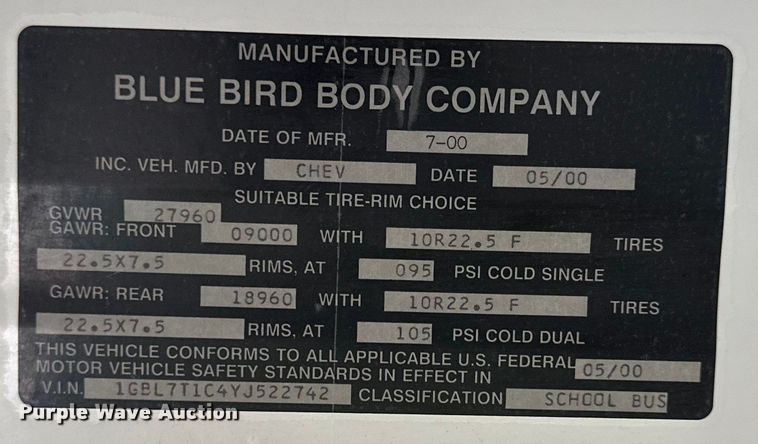 MANUFACTURED BY
BLUE BIRD BODY COMPANY
DATE OF MFR. 7-00
INC. VEH. MFD. BY CHEV DATE 05/00
SUITABLE TIRE-RIM CHOICE
GVWR 27960
GAWR: FRONT 09000 WITH 10R22.5 F TIRES
22.5X7.5 RIMS, AT 095 PSI COLD SINGLE
GAWR: REAR 18960 WITH 10R22.5 F TIRES
22.5X7.5 RIMS, AT 105 PSI COLD DUAL
THIS VEHICLE CONFORMS TO ALL APPLICABLE U.S. FEDERAL
MOTOR VEHICLE SAFETY STANDARDS IN EFFECT IN 05/00
V.I.N. 1GBL7T1C4YJ522742 CLASSIFICATION SCHOOL BUS
Purple Wave Auction